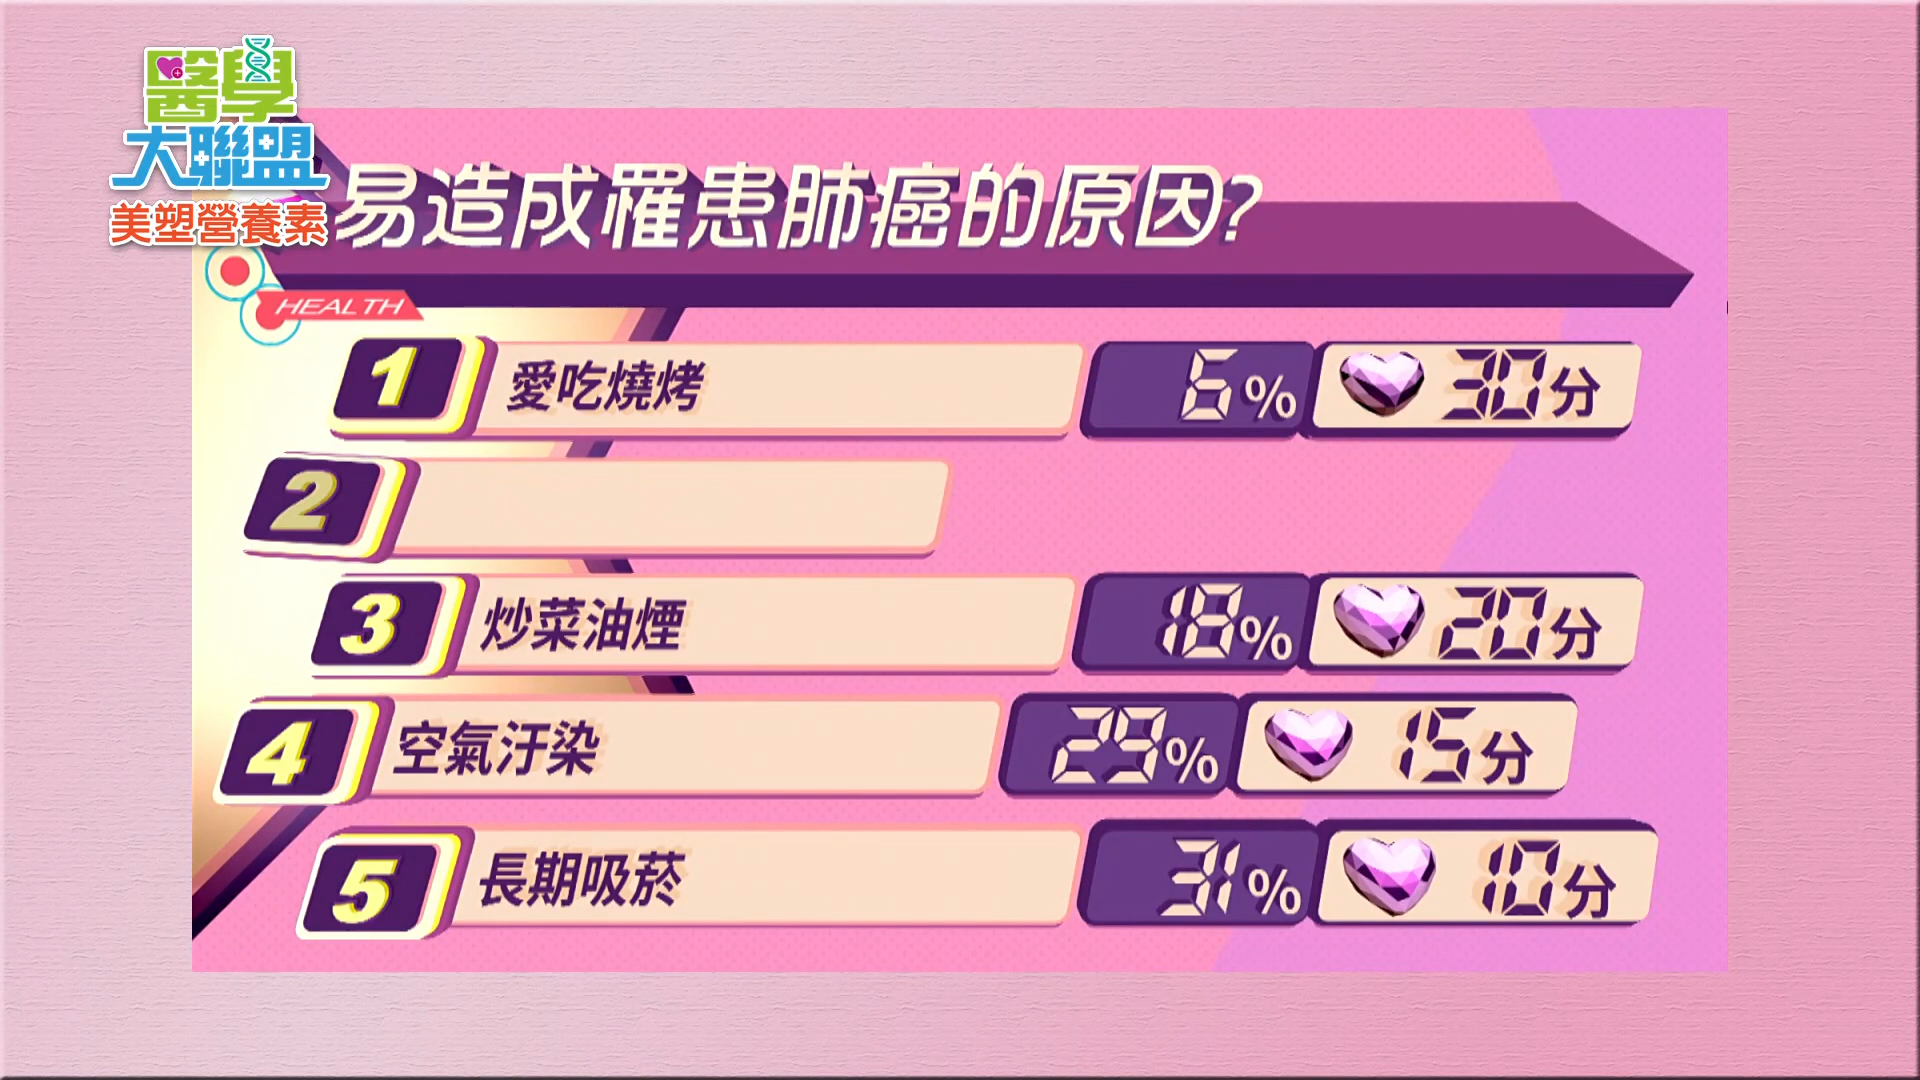 醫學
大聯盟
美塑營養素
易造成罹患肺癌的原因?
HEALTH
1 愛吃燒烤 6% 30分
2
3 炒菜油煙 18% 20分
4 空氣汙染 29% 15分
5 長期吸菸 31% 10分